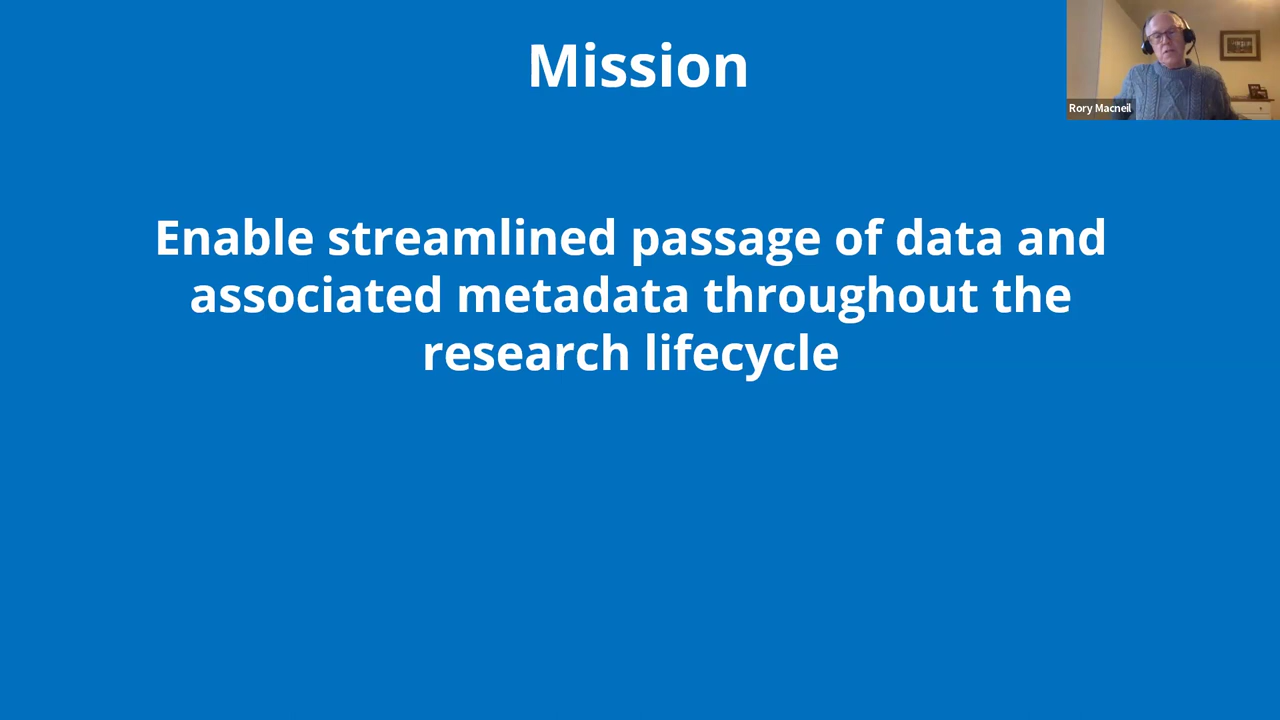 Mission
Rory Macneil
Enable streamlined passage of data and
associated metadata throughout the
research lifecycle